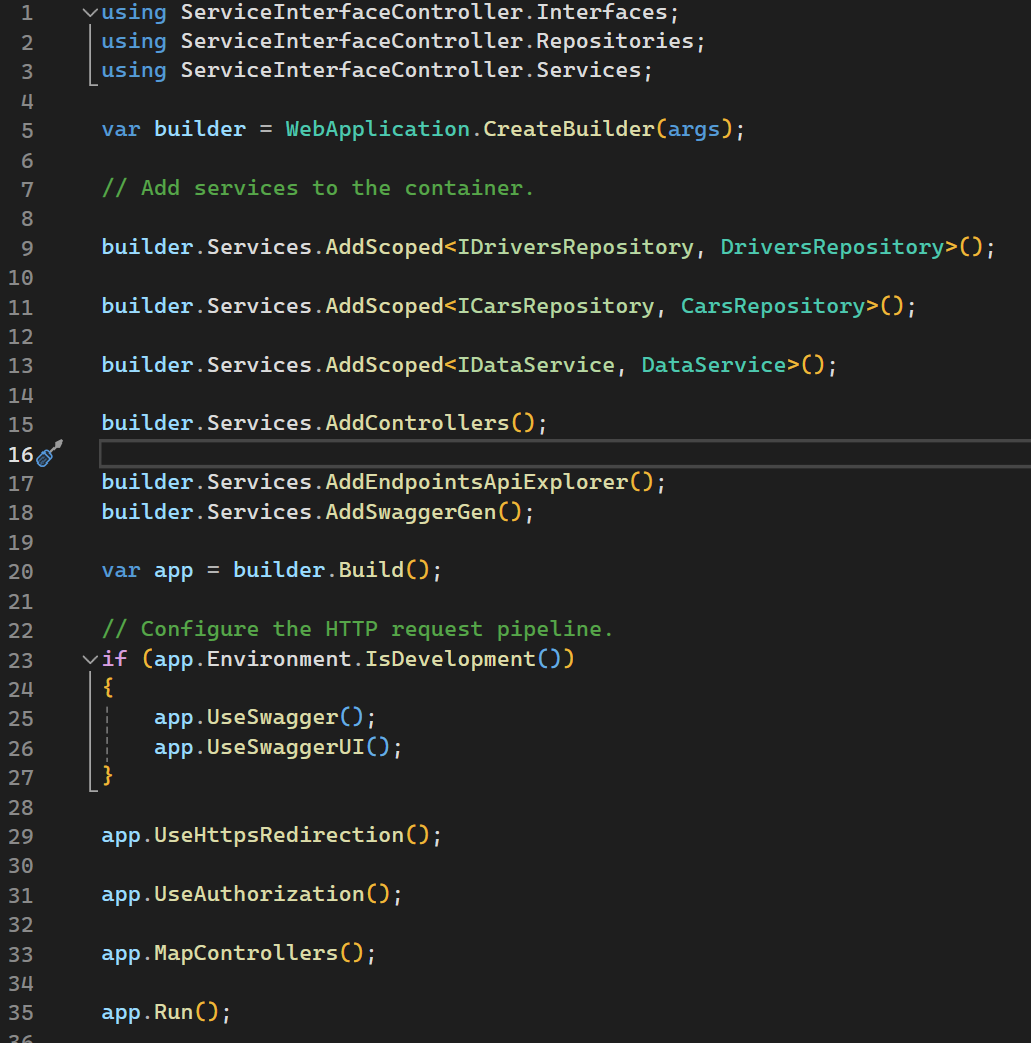 1 using ServiceInterfaceController.Interfaces;
2 using ServiceInterfaceController.Repositories;
3 using ServiceInterfaceController.Services;
4
5 var builder = WebApplication.CreateBuilder(args);
6
7 // Add services to the container.
8
9 builder.Services.AddScoped<IDriversRepository, DriversRepository>();
10
11 builder.Services.AddScoped<ICarsRepository, CarsRepository>();
12
13 builder.Services.AddScoped<IDataService, DataService>();
14
15 builder.Services.AddControllers();
16
17 builder.Services.AddEndpointsApiExplorer();
18 builder.Services.AddSwaggerGen();
19
20 var app = builder.Build();
21
22 // Configure the HTTP request pipeline.
23 if (app.Environment.IsDevelopment())
24 {
25     app.UseSwagger();
26     app.UseSwaggerUI();
27 }
28
29 app.UseHttpsRedirection();
30
31 app.UseAuthorization();
32
33 app.MapControllers();
34
35 app.Run();
36